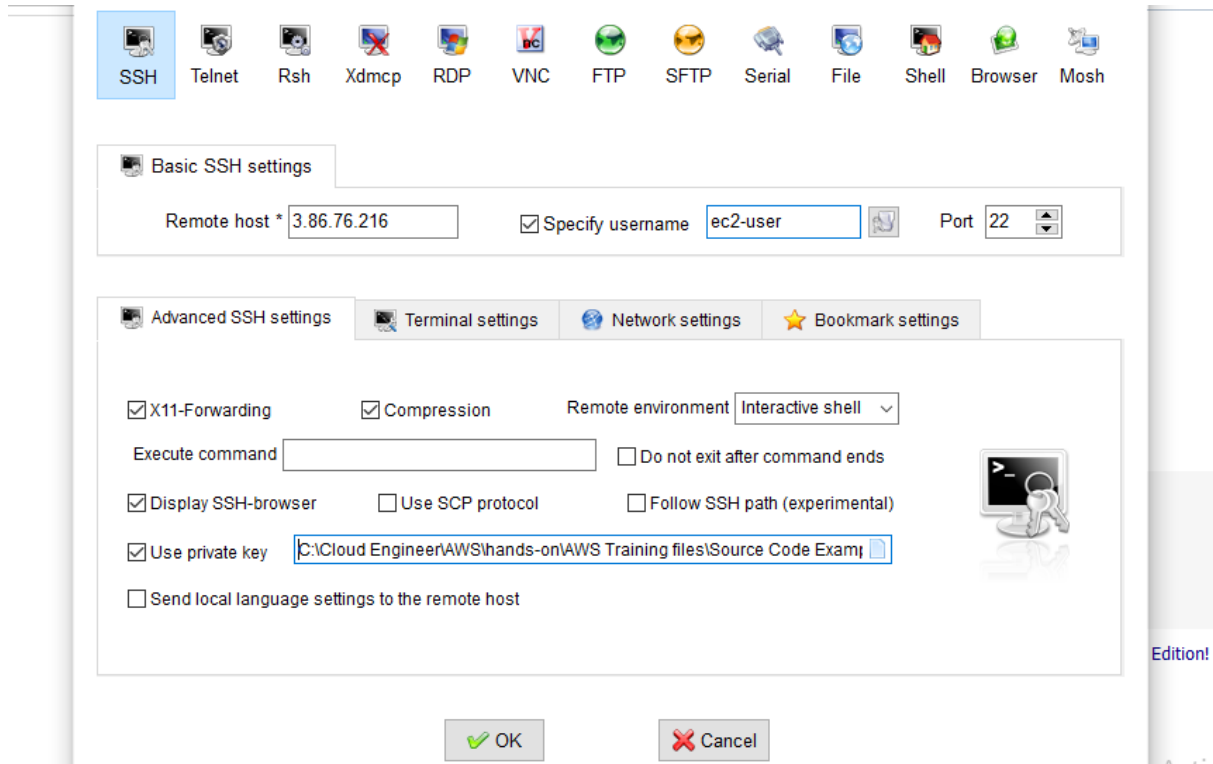 SSH Telnet Rsh Xdmcp RDP VNC FTP SFTP Serial File Shell Browser Mosh
Basic SSH settings
Remote host * 3.86.76.216 Specify username ec2-user Port 22
Advanced SSH settings Terminal settings Network settings Bookmark settings
X11-Forwarding Compression Remote environment Interactive shell
Execute command Do not exit after command ends
Display SSH-browser Use SCP protocol Follow SSH path (experimental)
Use private key C:\Cloud Engineer\AWS\hands-on\AWS Training files\Source Code Examp
Send local language settings to the remote host
Edition!
OK Cancel